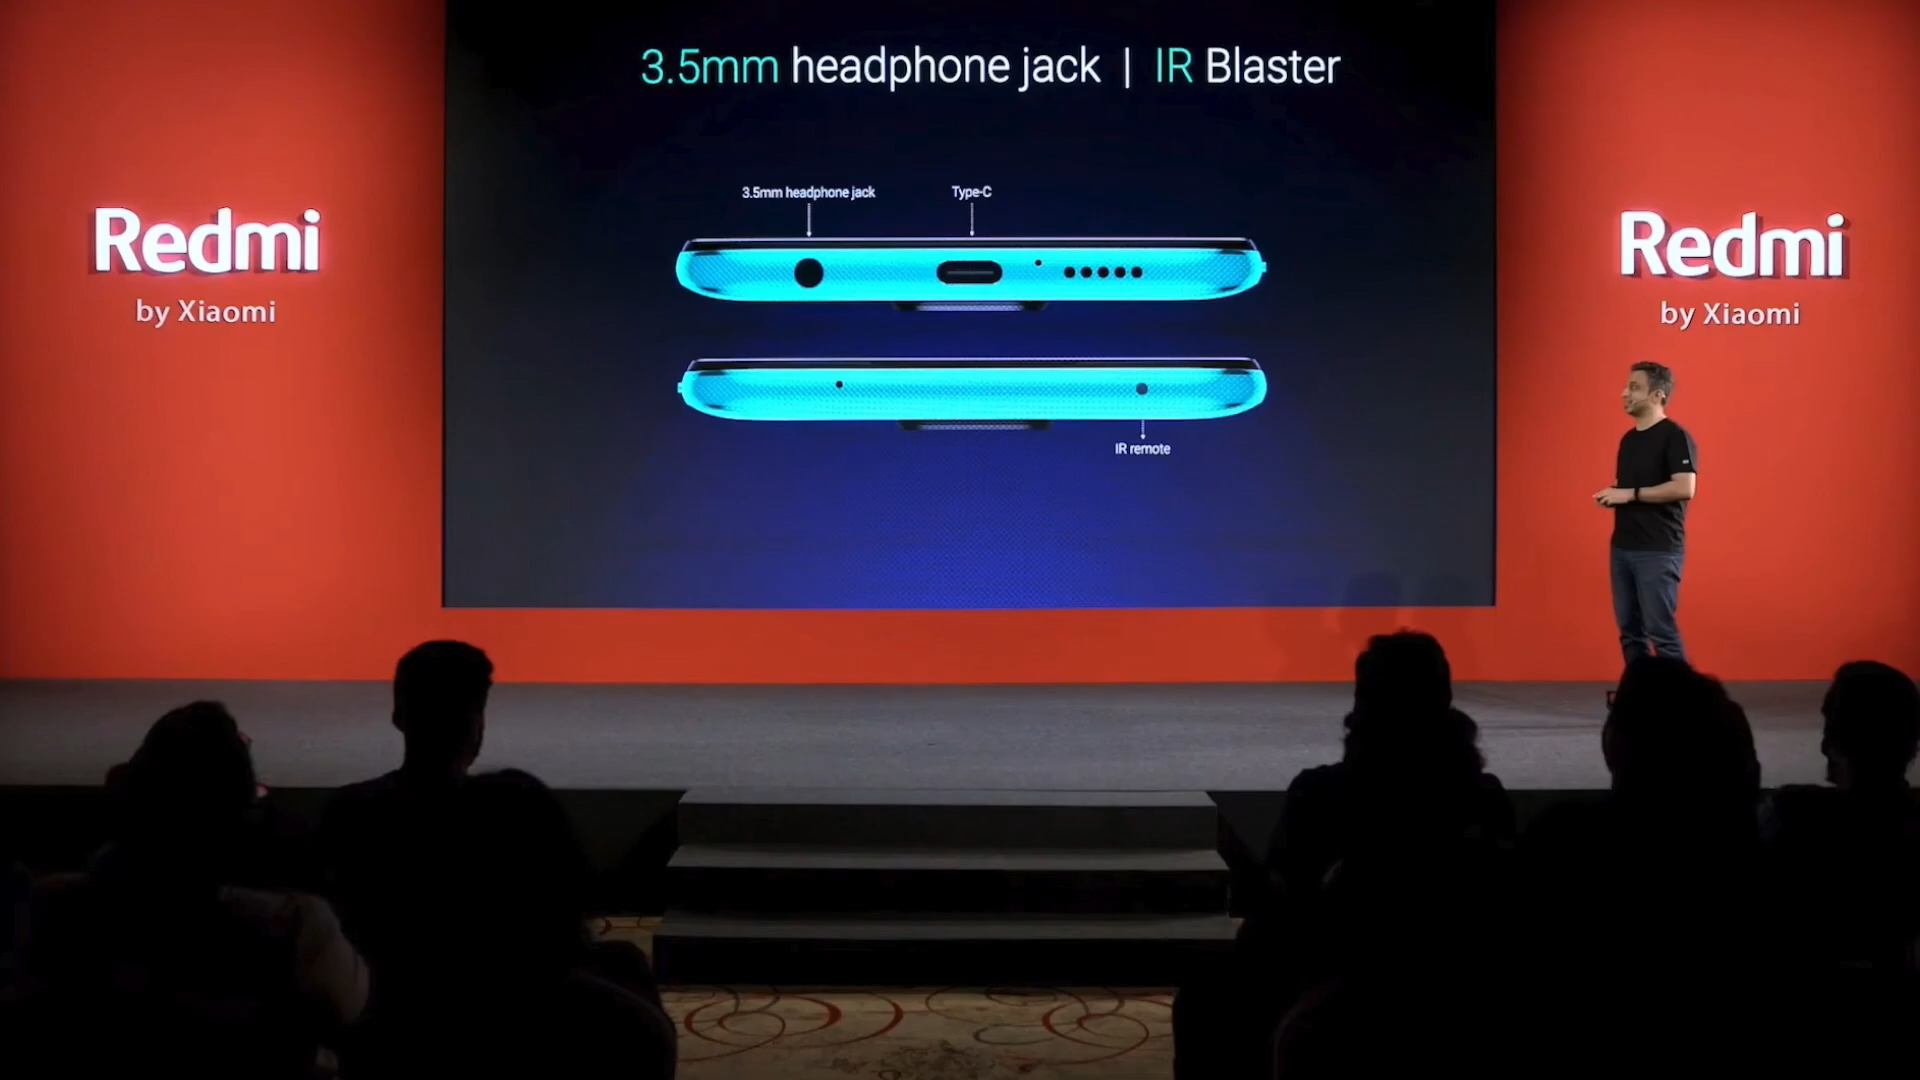 3.5mm headphone jack | IR Blaster
3.5mm headphone jack
Type-C
IR remote
Redmi
by Xiaomi
Redmi
by Xiaomi